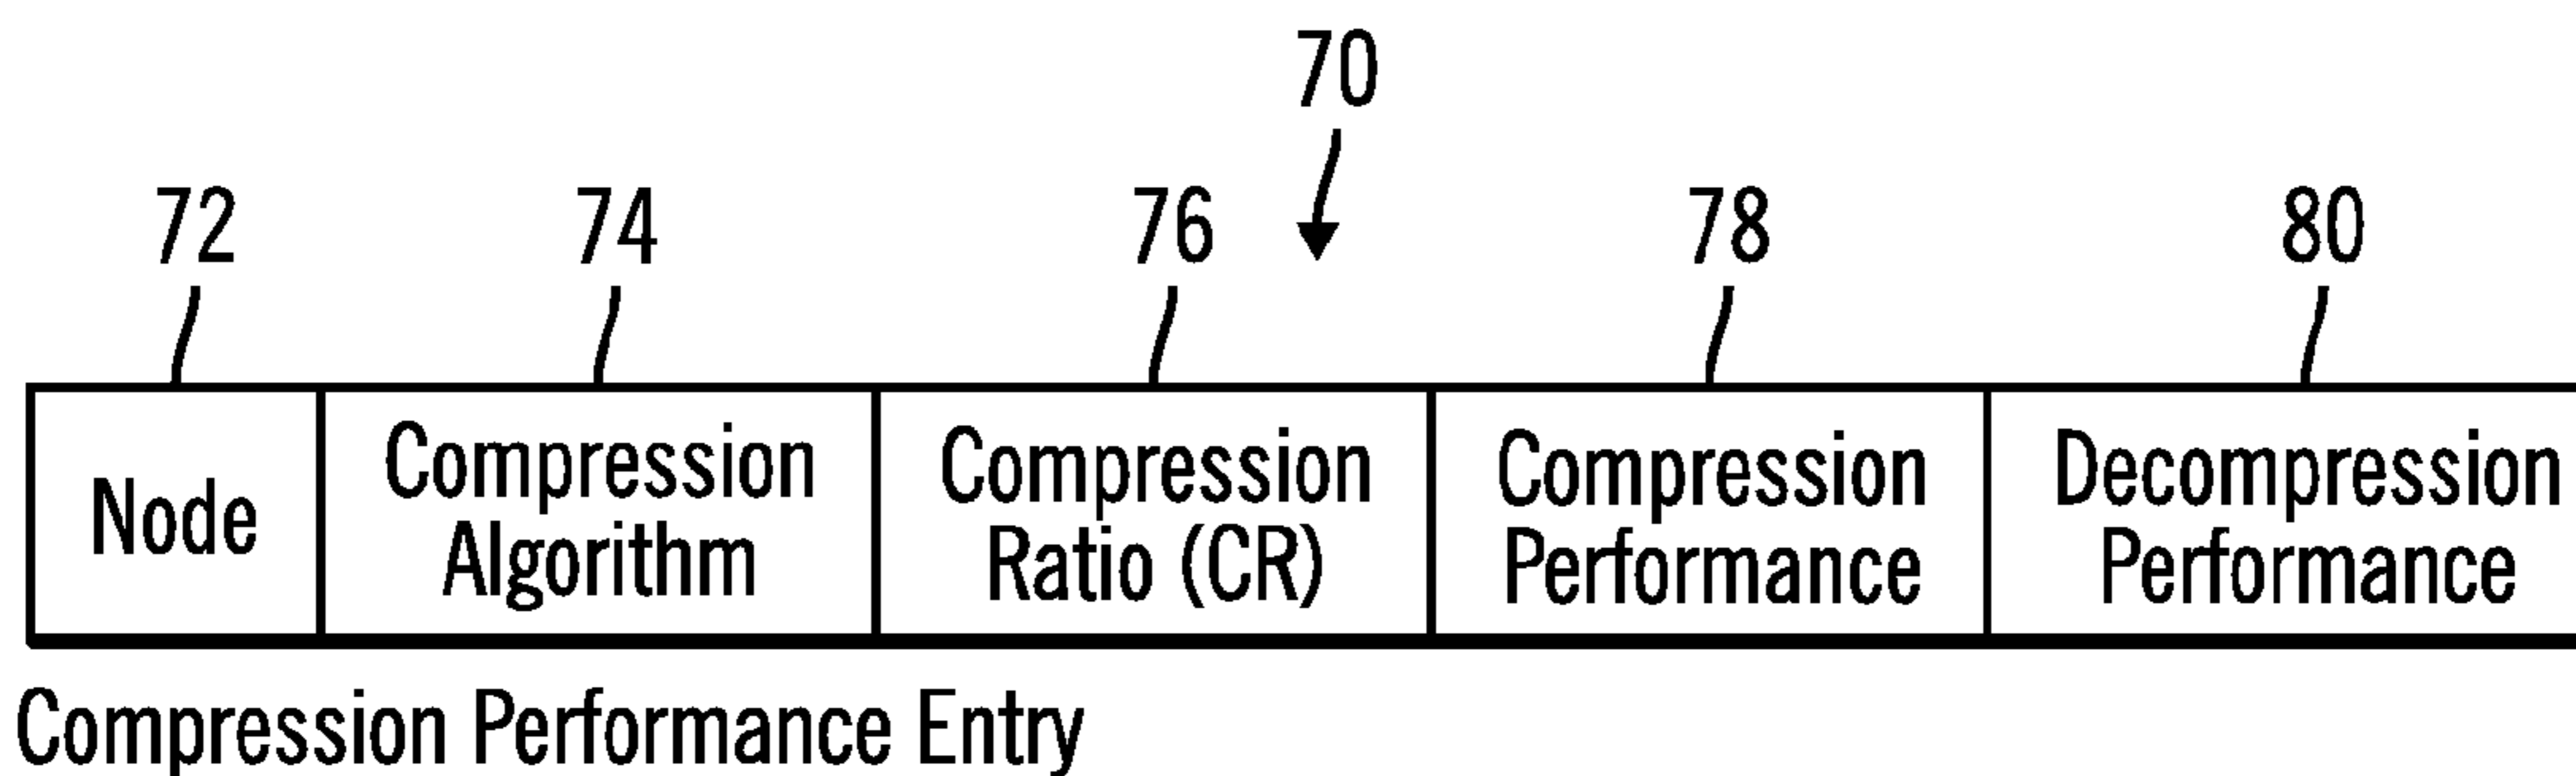 70
72 74 76 78 80
Node
Compression
Algorithm
Compression
Ratio (CR)
Compression
Performance
Decompression
Performance
Compression Performance Entry